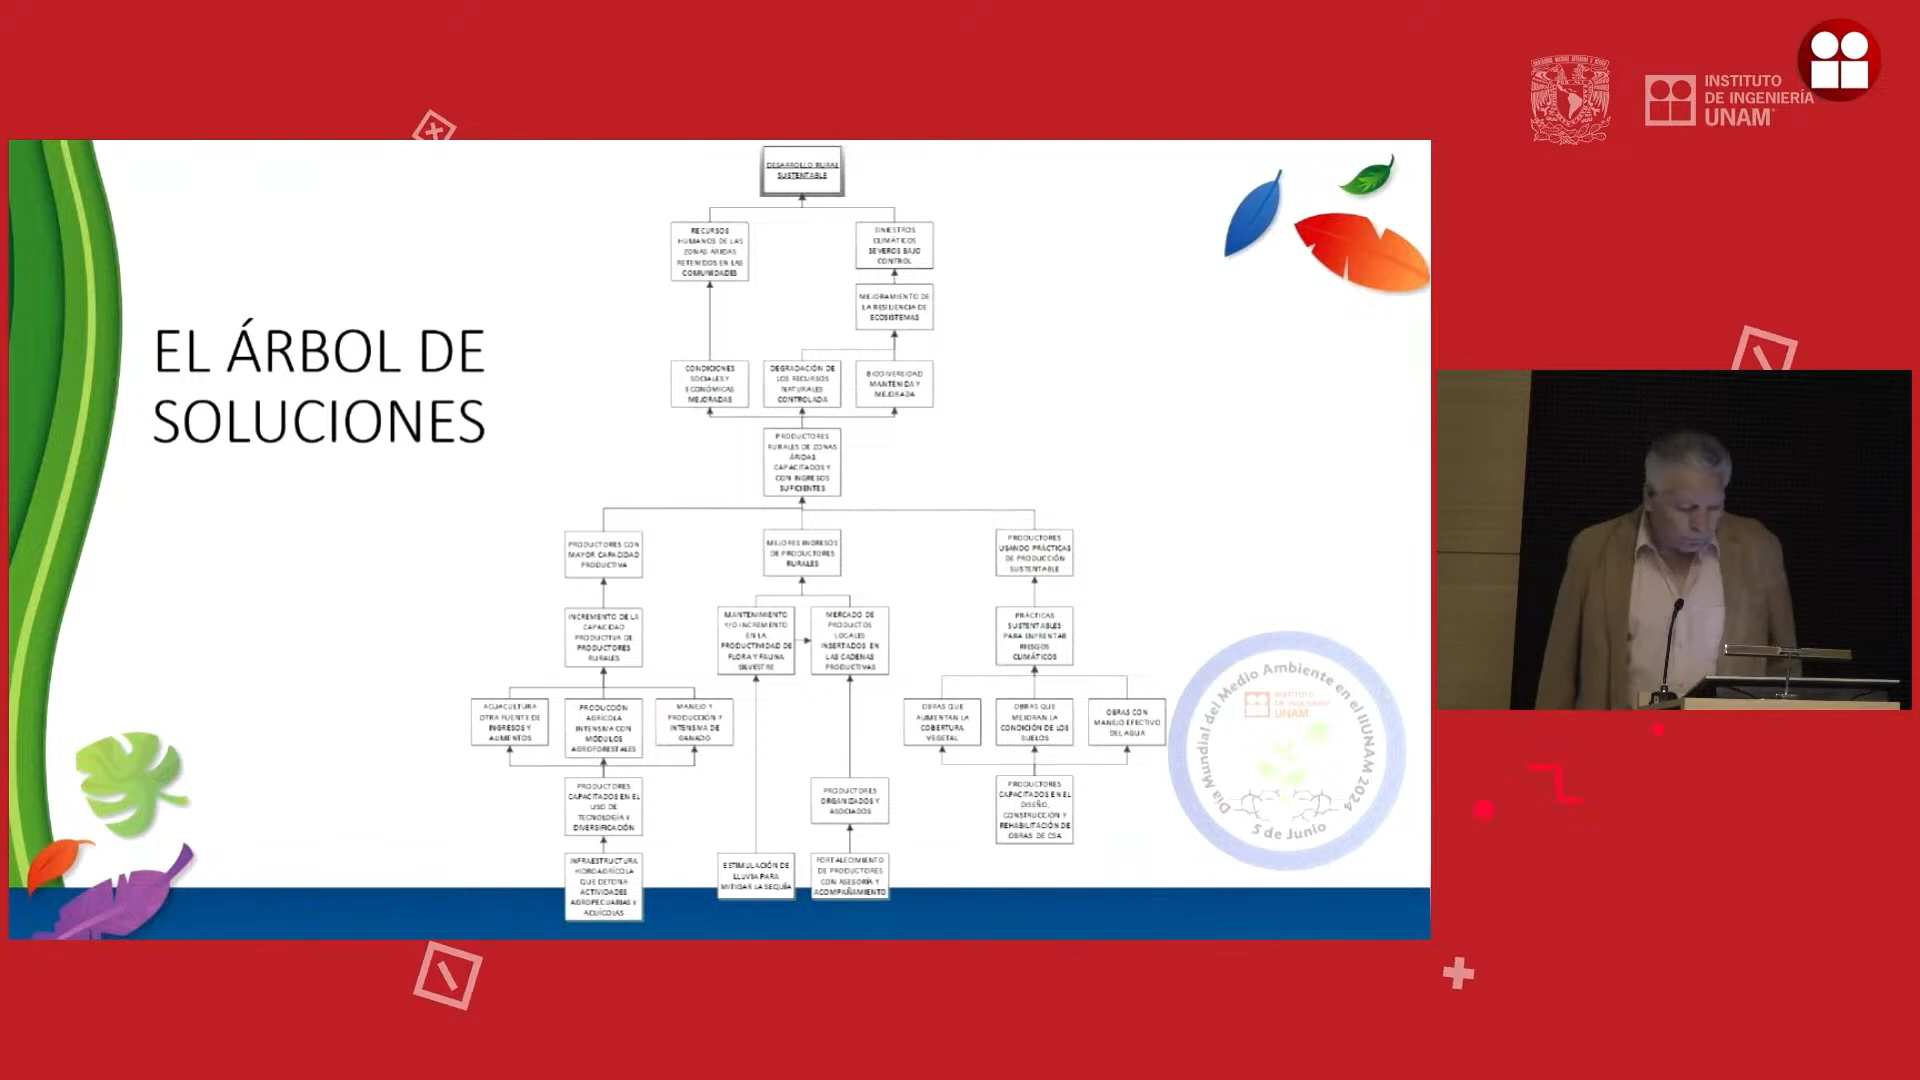 INSTITUTO
DE INGENIERÍA
UNAM
EL ÁRBOL DE
SOLUCIONES
DESARROLLO RURAL
SUSTENTABLE
RECURSOS
HUMANOS DE LAS
ZONAS ARIDAS
RETENIDOS EN LAS
COMUNIDADES
SINIESTROS
CLIMÁTICOS
SEVEROS BAJO
CONTROL
MEJORAMIENTO DE
LA RESILIENCIA DE
ECOSISTEMAS
CONDICIONES
SOCIALES Y
ECONÓMICAS
MEJORADAS
DEGRADACIÓN DE
LOS RECURSOS
NATURALES
CONTROLADA
BIODIVERSIDAD
MANTENIDA Y
MEJORADA
PRODUCTORES
RURALES DE ZONAS
ÁRIDAS
CAPACITADOS Y
CON INGRESOS
SUFICIENTES
PRODUCTORES CON
MAYOR CAPACIDAD
PRODUCTIVA
MEJORES INGRESOS
DE PRODUCTORES
RURALES
PRODUCTORES
USANDO PRÁCTICAS
DE PRODUCCIÓN
SUSTENTABLE
INCREMENTO DE LA
CAPACIDAD
PRODUCTIVA DE
PRODUCTORES
RURALES
MANTENIMIENTO
Y/O INCREMENTO
EN LA
PRODUCTIVIDAD DE
FLORA Y FAUNA
SILVESTRE
MERCADO DE
PRODUCTOS
LOCALES
INSERTADOS EN
LAS CADENAS
PRODUCTIVAS
PRÁCTICAS
SUSTENTABLES
PARA ENFRENTAR
RIESGOS
CLIMÁTICOS
ACUACULTURA
OTRA FUENTE DE
INGRESOS Y
ALIMENTOS
PRODUCCIÓN
AGRÍCOLA
INTENSIVA CON
MÓDULOS
AGROFORESTALES
MANEJO Y
PRODUCCIÓN Y
INTENSIVA DE
GANADO
OBRAS QUE
AUMENTAN LA
COBERTURA
VEGETAL
OBRAS QUE
MEJORAN LA
CONDICIÓN DE LOS
SUELOS
OBRAS CON
MANEJO EFECTIVO
DEL AGUA
PRODUCTORES
CAPACITADOS EN EL
USO DE
TECNOLOGÍA Y
DIVERSIFICACIÓN
PRODUCTORES
ORGANIZADOS Y
ASOCIADOS
PRODUCTORES
CAPACITADOS EN EL
DISEÑO,
CONSTRUCCIÓN Y
REHABILITACIÓN DE
OBRAS DE CSA
INFRAESTRUCTURA
HIDROAGRÍCOLA
QUE DETONA
ACTIVIDADES
AGROPECUARIAS Y
ACUÍCOLAS
ESTIMULACIÓN DE
LLUVIA PARA
MITIGAR LA SEQUÍA
FORTALECIMIENTO
DE PRODUCTORES
CON ASESORÍA Y
ACOMPAÑAMIENTO
Día Mundial del Medio Ambiente en el IIUNAM 2024
INSTITUTO
DE INGENIERÍA
UNAM
5 de Junio